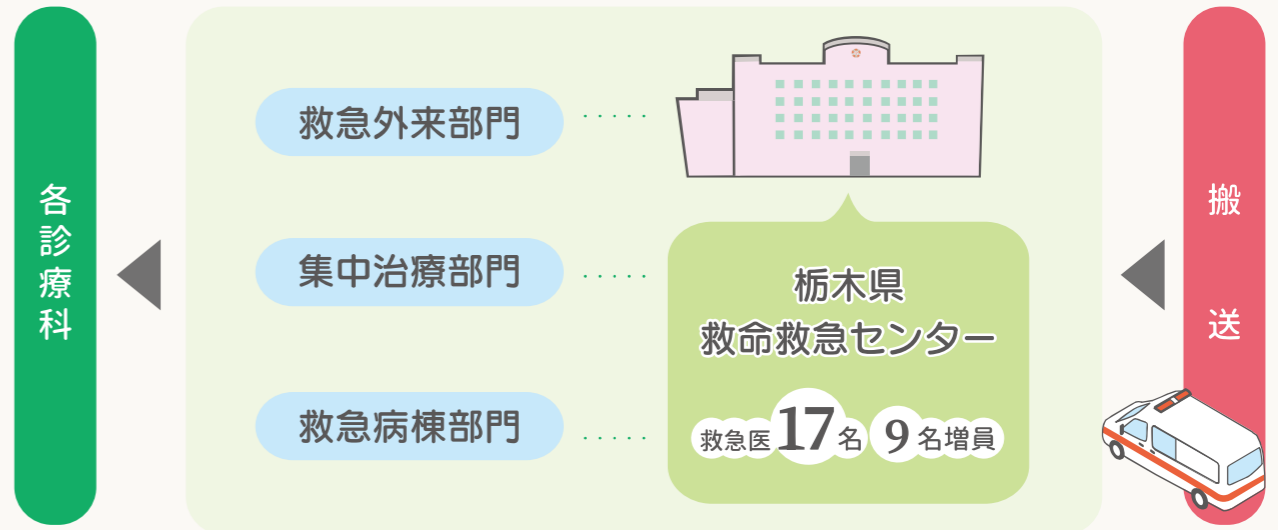 各診療科
救急外来部門
集中治療部門
救急病棟部門
栃木県
救命救急センター
救急医17名 9名増員
搬送